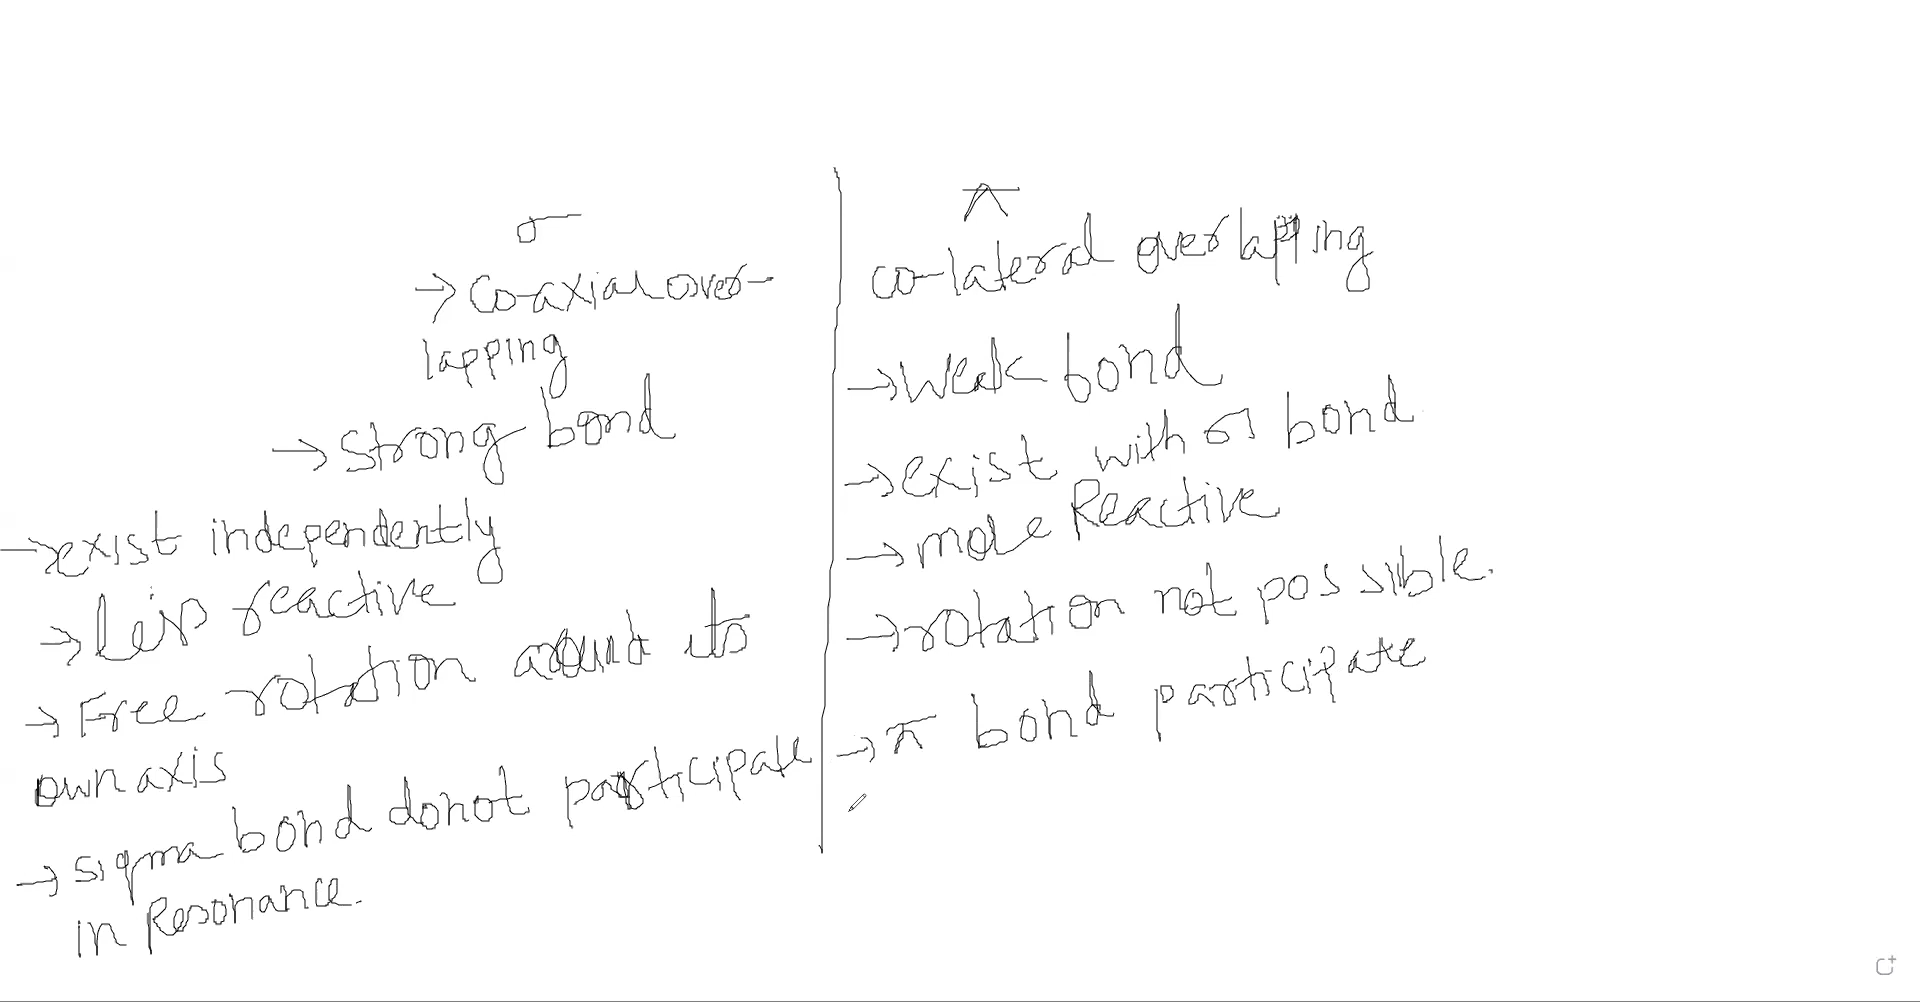 σ
→ Co-axial over-
lapping
→ strong bond
→ exist independently
→ less reactive
→ Free rotation around its
own axis
→ sigma bond donot participate
in Resonance.
π
co-lateral overlapping
→ Weak bond
→ exist with σ bond
→ more Reactive
→ rotation not possible.
→ π bond participate